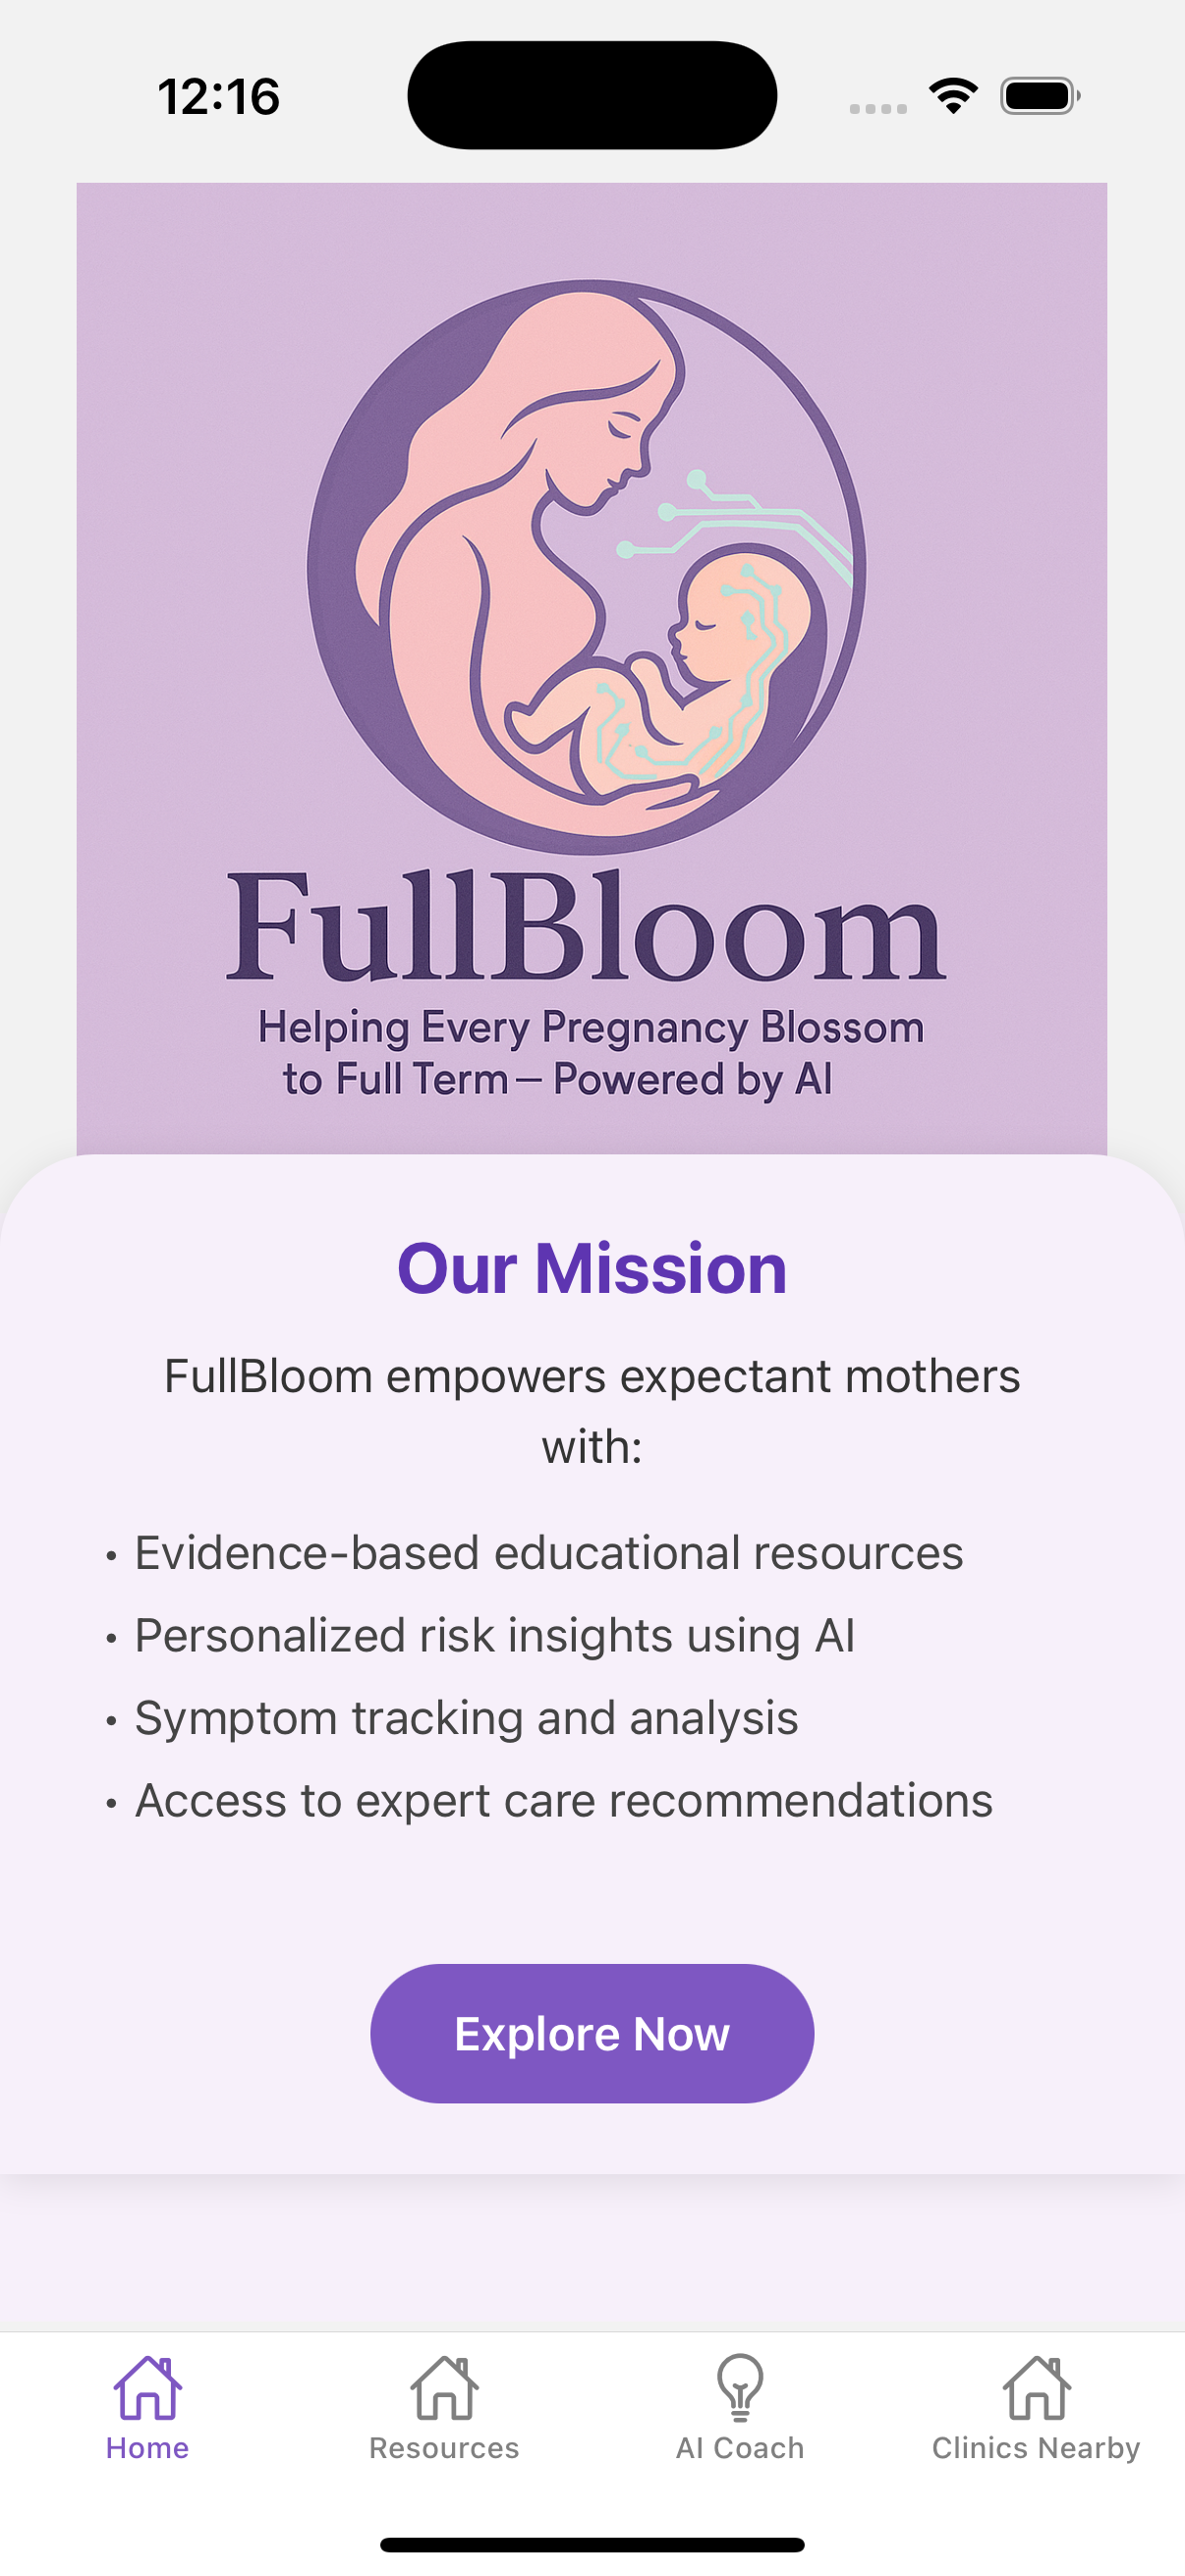 12:16
FullBloom
Helping Every Pregnancy Blossom
to Full Term – Powered by AI
Our Mission
FullBloom empowers expectant mothers
with:
• Evidence-based educational resources
• Personalized risk insights using AI
• Symptom tracking and analysis
• Access to expert care recommendations
Explore Now
Home
Resources
AI Coach
Clinics Nearby